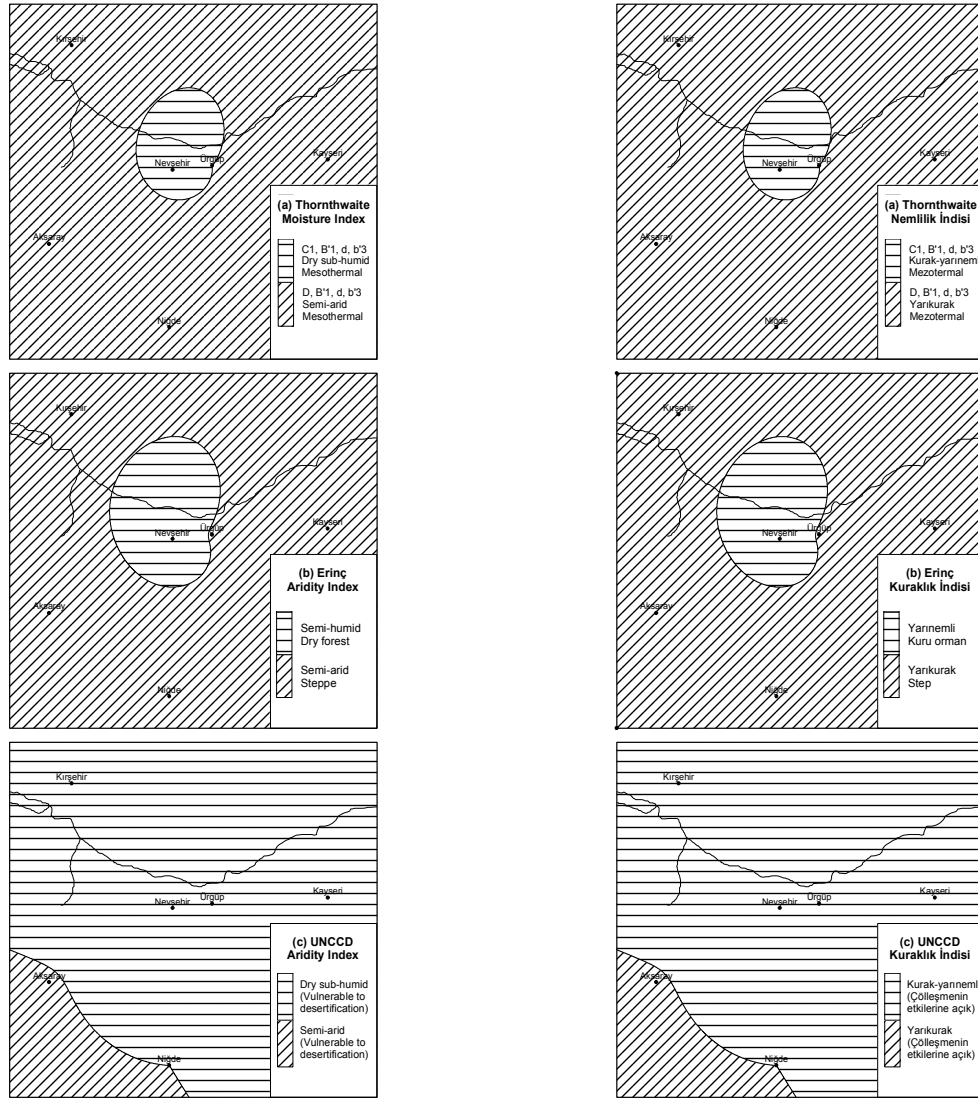 Kırşehir
Nevşehir
Ürgüp
Kayseri
Aksaray
Niğde
(a) Thornthwaite
Moisture Index
C1, B'1, d, b'3
Dry sub-humid
Mesothermal
D, B'1, d, b'3
Semi-arid
Mesothermal
Kırşehir
Nevşehir
Ürgüp
Kayseri
Aksaray
Niğde
(a) Thornthwaite
Nemlilik İndisi
C1, B'1, d, b'3
Kurak-yarınemli
Mezotermal
D, B'1, d, b'3
Yarıkurak
Mezotermal
Kırşehir
Ürgüp
Nevşehir
Kayseri
Aksaray
Niğde
(b) Erinç
Aridity Index
Semi-humid
Dry forest
Semi-arid
Steppe
Kırşehir
Ürgüp
Nevşehir
Kayseri
Aksaray
Niğde
(b) Erinç
Kuraklık İndisi
Yarınemli
Kuru orman
Yarıkurak
Step
Kırşehir
Kayseri
Ürgüp
Nevşehir
Aksaray
Niğde
(c) UNCCD
Aridity Index
Dry sub-humid
(Vulnerable to
desertification)
Semi-arid
(Vulnerable to
desertification)
Kırşehir
Kayseri
Ürgüp
Nevşehir
Aksaray
Niğde
(c) UNCCD
Kuraklık İndisi
Kurak-yarınemli
(Çölleşmenin
etkilerine açık)
Yarıkurak
(Çölleşmenin
etkilerine açık)